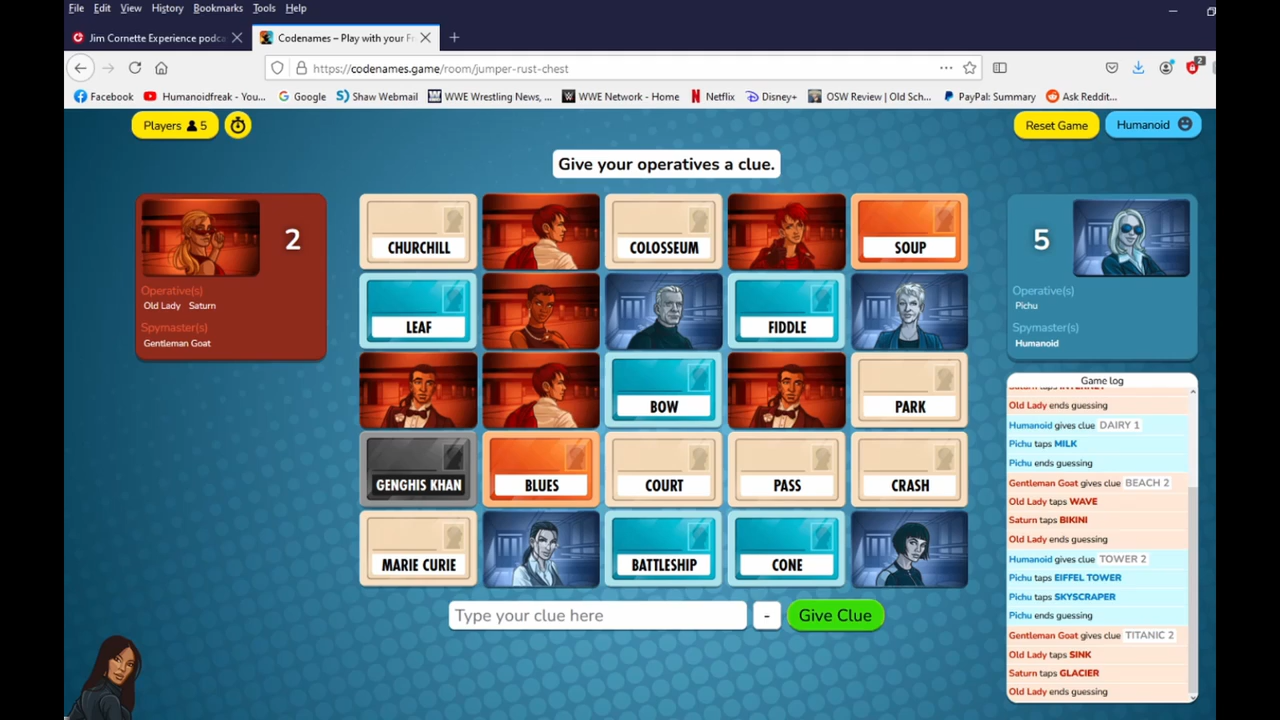 File Edit View History Bookmarks Tools Help
Jim Cornette Experience podca
Codenames – Play with your Fr
https://codenames.game/room/jumper-rust-chest
2
Facebook Humanoidfreak - You... Google Shaw Webmail WWE Wrestling News, ... WWE Network - Home Netflix Disney+ OSW Review | Old Sch... PayPal: Summary Ask Reddit...
Players 5
Reset Game
Humanoid
Give your operatives a clue.
2
Operative(s)
Old Lady Saturn
Spymaster(s)
Gentleman Goat
CHURCHILL
COLOSSEUM
SOUP
LEAF
FIDDLE
BOW
PARK
GENGHIS KHAN
BLUES
COURT
PASS
CRASH
MARIE CURIE
BATTLESHIP
CONE
Type your clue here
-
Give Clue
5
Operative(s)
Pichu
Spymaster(s)
Humanoid
Game log
Old Lady ends guessing
Humanoid gives clue DAIRY 1
Pichu taps MILK
Pichu ends guessing
Gentleman Goat gives clue BEACH 2
Old Lady taps WAVE
Saturn taps BIKINI
Old Lady ends guessing
Humanoid gives clue TOWER 2
Pichu taps EIFFEL TOWER
Pichu taps SKYSCRAPER
Pichu ends guessing
Gentleman Goat gives clue TITANIC 2
Old Lady taps SINK
Saturn taps GLACIER
Old Lady ends guessing